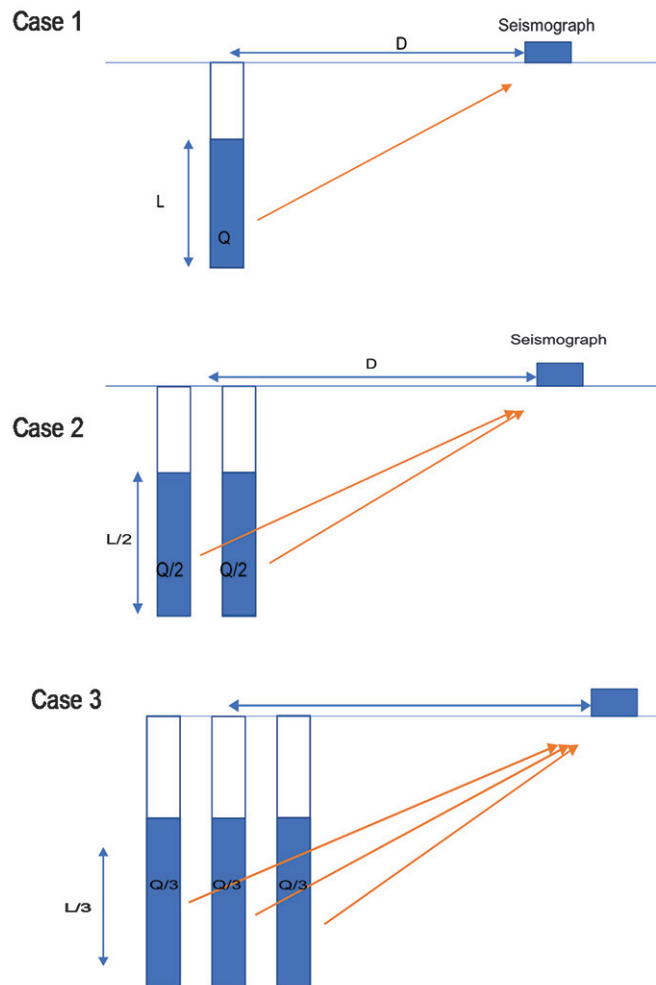 Case 1
Seismograph
D
L
Q
Seismograph
D
Case 2
L/2
Q/2 Q/2
Case 3
Q/3 Q/3 Q/3
L/3